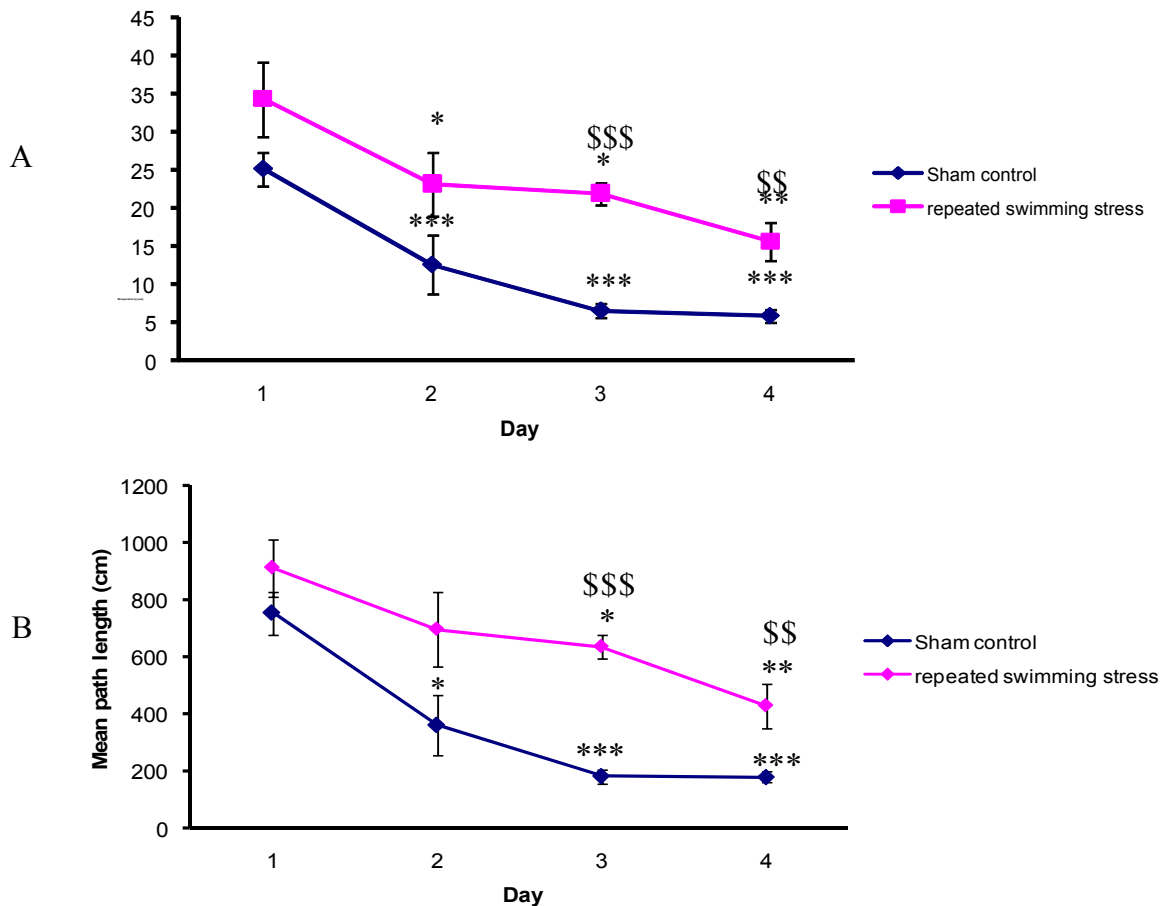 A
45
40
35
30
25
20
15
10
5
0
*
***
$$$
*
***
$$
**
***
1 2 3 4
Day
Sham control
repeated swimming stress
B
Mean path length (cm)
1200
1000
800
600
400
200
0
*
$$$
*
***
$$
**
***
1 2 3 4
Day
Sham control
repeated swimming stress